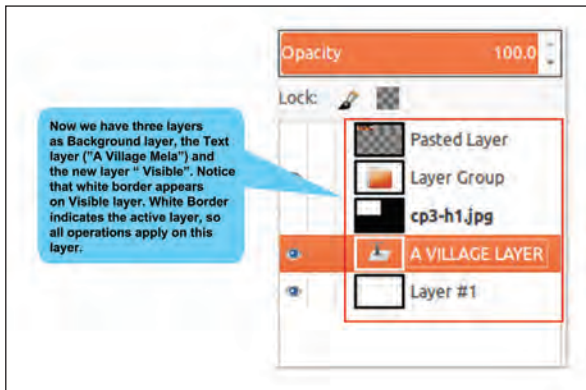 Opacity 100.0
Lock:
Now we have three layers
as Background layer, the Text
layer ("A Village Mela") and
the new layer “ Visible”. Notice
that white border appears
on Visible layer. White Border
indicates the active layer, so
all operations apply on this
layer.
Pasted Layer
Layer Group
cp3-h1.jpg
A VILLAGE LAYER
Layer #1